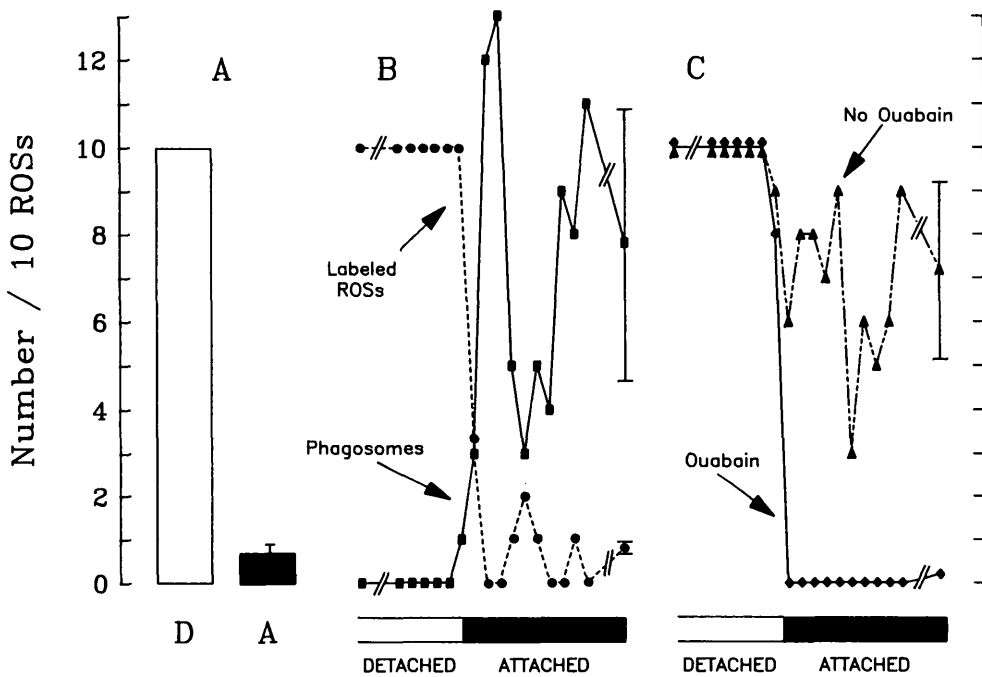 Number / 10 ROSs
12
10
8
6
4
2
0
A
D
A
B
Labeled
ROSs
Phagosomes
DETACHED
ATTACHED
C
No Ouabain
Ouabain
DETACHED
ATTACHED